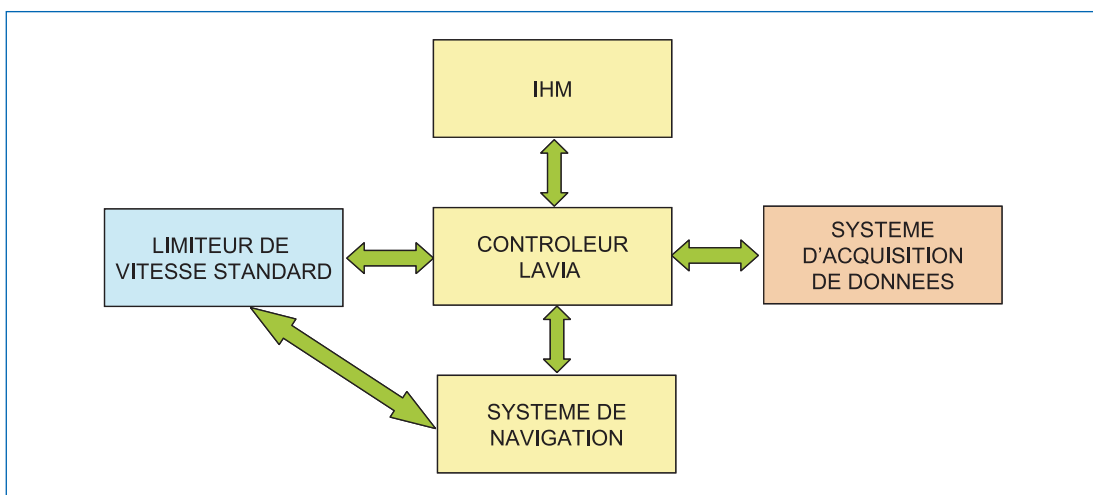 IHM
LIMITEUR DE
VITESSE STANDARD
CONTROLEUR
LAVIA
SYSTEME
D'ACQUISITION
DE DONNEES
SYSTEME DE
NAVIGATION